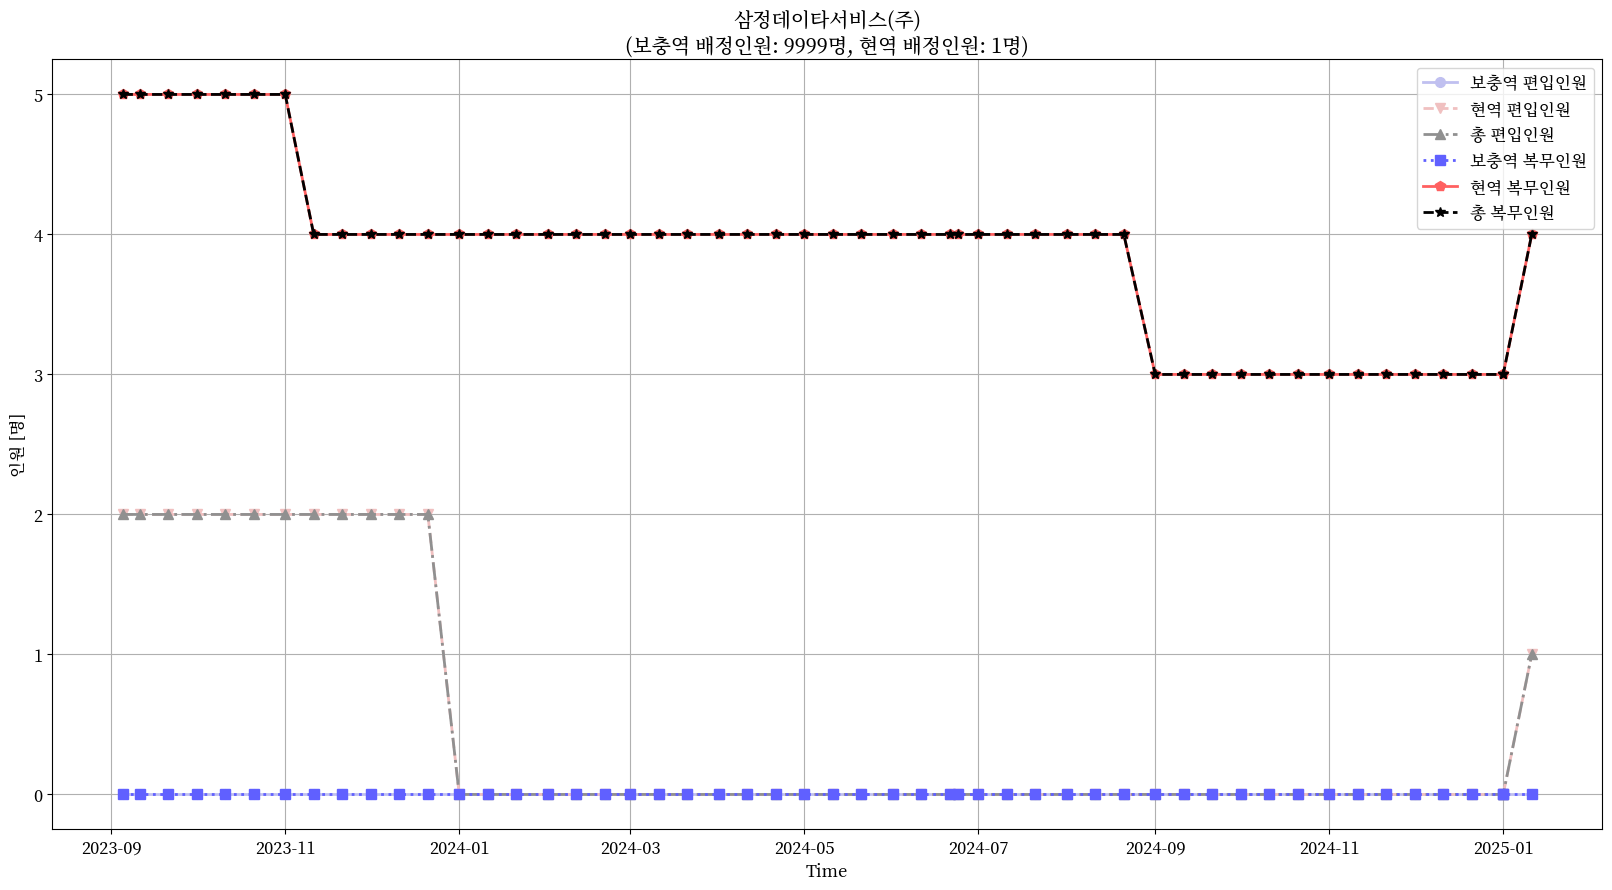 삼정데이타서비스(주)
(보충역 배정인원: 9999명, 현역 배정인원: 1명)
보충역 편입인원
현역 편입인원
총 편입인원
보충역 복무인원
현역 복무인원
총 복무인원
인원 [명]
5
4
3
2
1
0
2023-09
2023-11
2024-01
2024-03
2024-05
2024-07
2024-09
2024-11
2025-01
Time